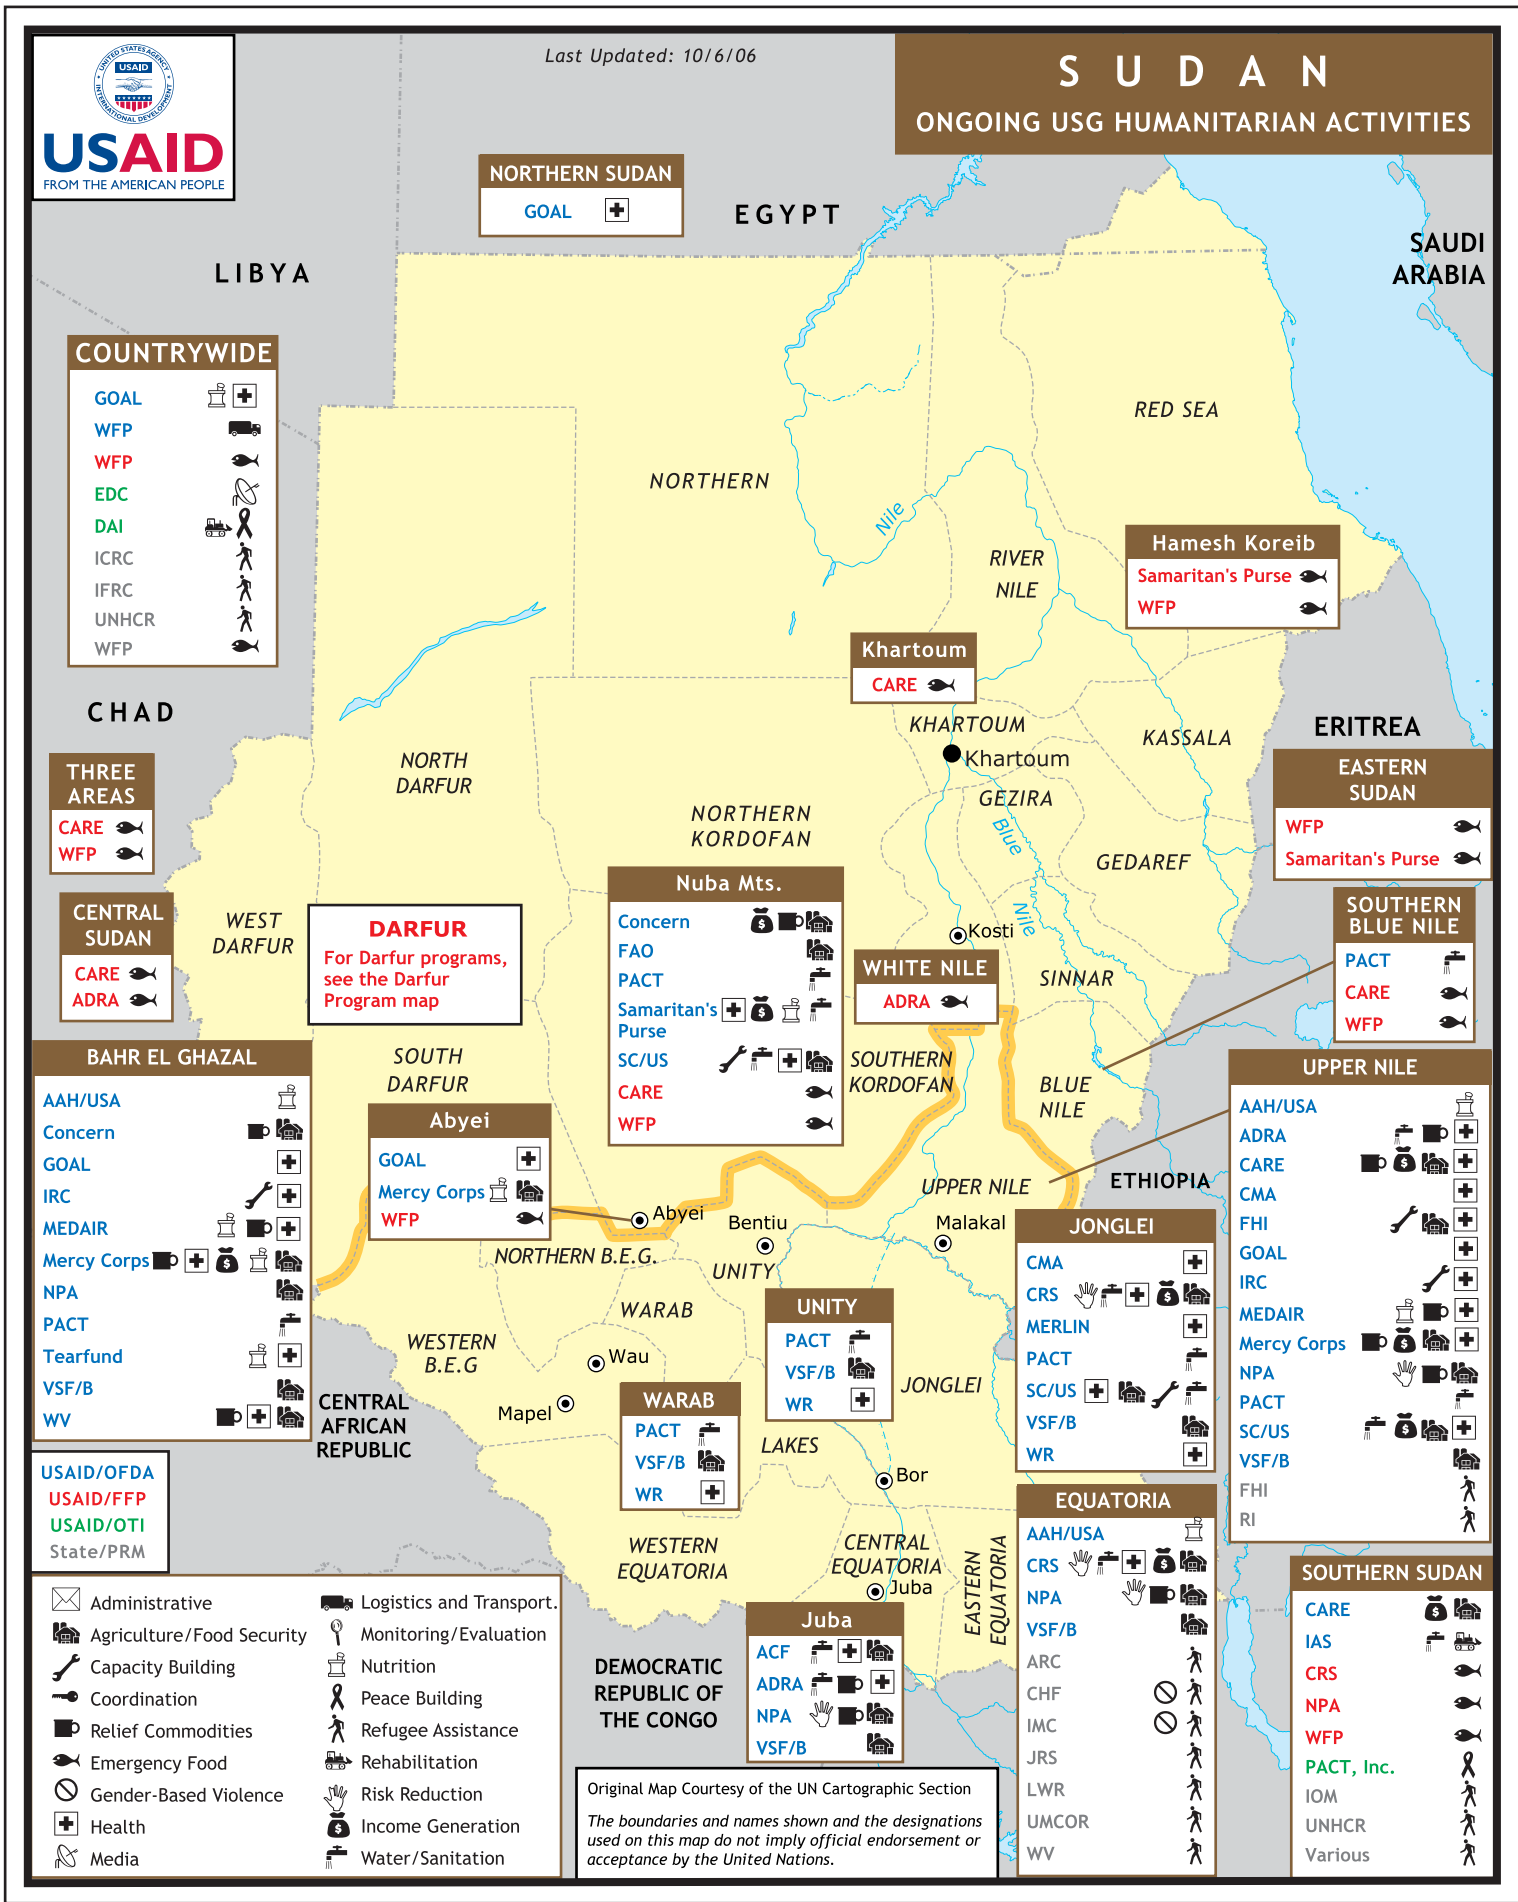 UNITED STATES AGENCY
USAID
INTERNATIONAL DEVELOPMENT
USAID
FROM THE AMERICAN PEOPLE
Last Updated: 10/6/06
SUDAN
ONGOING USG HUMANITARIAN ACTIVITIES
NORTHERN SUDAN
GOAL
EGYPT
LIBYA
SAUDI
ARABIA
COUNTRYWIDE
GOAL
WFP
WFP
EDC
DAI
ICRC
IFRC
UNHCR
WFP
RED SEA
NORTHERN
Nile
RIVER
NILE
Hamesh Koreib
Samaritan's Purse
WFP
Khartoum
CARE
CHAD
KHARTOUM
Khartoum
KASSALA
ERITREA
THREE
AREAS
CARE
WFP
NORTH
DARFUR
NORTHERN
KORDOFAN
GEZIRA
Blue
Nile
GEDAREF
EASTERN
SUDAN
WFP
Samaritan's Purse
CENTRAL
SUDAN
CARE
ADRA
WEST
DARFUR
DARFUR
For Darfur programs,
see the Darfur
Program map
Nuba Mts.
Concern
FAO
PACT
Samaritan's
Purse
SC/US
CARE
WFP
Kosti
WHITE NILE
ADRA
SINNAR
SOUTHERN
BLUE NILE
PACT
CARE
WFP
BAHR EL GHAZAL
AAH/USA
Concern
GOAL
IRC
MEDAIR
Mercy Corps
NPA
PACT
Tearfund
VSF/B
WV
SOUTH
DARFUR
SOUTHERN
KORDOFAN
BLUE
NILE
Abyei
GOAL
Mercy Corps
WFP
UPPER NILE
AAH/USA
ADRA
CARE
CMA
FHI
GOAL
IRC
MEDAIR
Mercy Corps
NPA
PACT
SC/US
VSF/B
FHI
RI
ETHIOPIA
UPPER NILE
Abyei
Bentiu
Malakal
NORTHERN B.E.G.
UNITY
WARAB
WESTERN
B.E.G
Wau
Mapel
JONGLEI
CMA
CRS
MERLIN
PACT
SC/US
VSF/B
WR
UNITY
PACT
VSF/B
WR
JONGLEI
CENTRAL
AFRICAN
REPUBLIC
WARAB
PACT
VSF/B
WR
LAKES
Bor
USAID/OFDA
USAID/FFP
USAID/OTI
State/PRM
WESTERN
EQUATORIA
CENTRAL
EQUATORIA
Juba
EASTERN
EQUATORIA
EQUATORIA
AAH/USA
CRS
NPA
VSF/B
ARC
CHF
IMC
JRS
LWR
UMCOR
WV
SOUTHERN SUDAN
CARE
IAS
CRS
NPA
WFP
PACT, Inc.
IOM
UNHCR
Various
Administrative
Agriculture/Food Security
Capacity Building
Coordination
Relief Commodities
Emergency Food
Gender-Based Violence
Health
Media
Logistics and Transport.
Monitoring/Evaluation
Nutrition
Peace Building
Refugee Assistance
Rehabilitation
Risk Reduction
Income Generation
Water/Sanitation
DEMOCRATIC
REPUBLIC OF
THE CONGO
Juba
ACF
ADRA
NPA
VSF/B
Original Map Courtesy of the UN Cartographic Section
The boundaries and names shown and the designations
used on this map do not imply official endorsement or
acceptance by the United Nations.